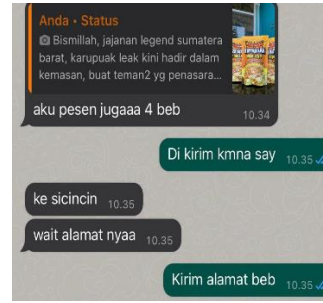 Anda • Status
Bismillah, jajanan legend sumatera
barat, karupuak leak kini hadir dalam
kemasan, buat teman2 yg penasara...
aku pesen jugaaa 4 beb
10.34
Di kirim kmna say 10.35
ke sicincin 10.35
wait alamat nyaa 10.35
Kirim alamat beb 10.35